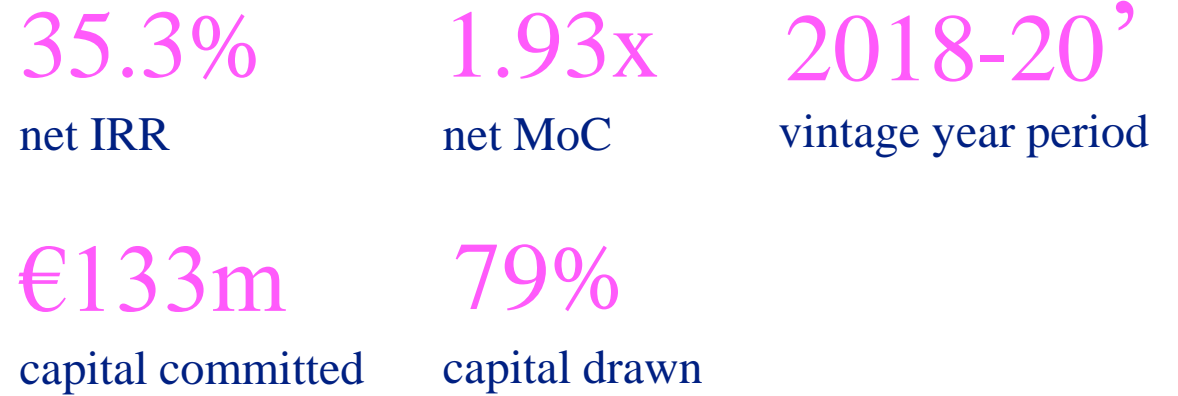 35.3% 1.93x 2018-20’
net IRR net MoC vintage year period
€133m 79%
capital committed capital drawn